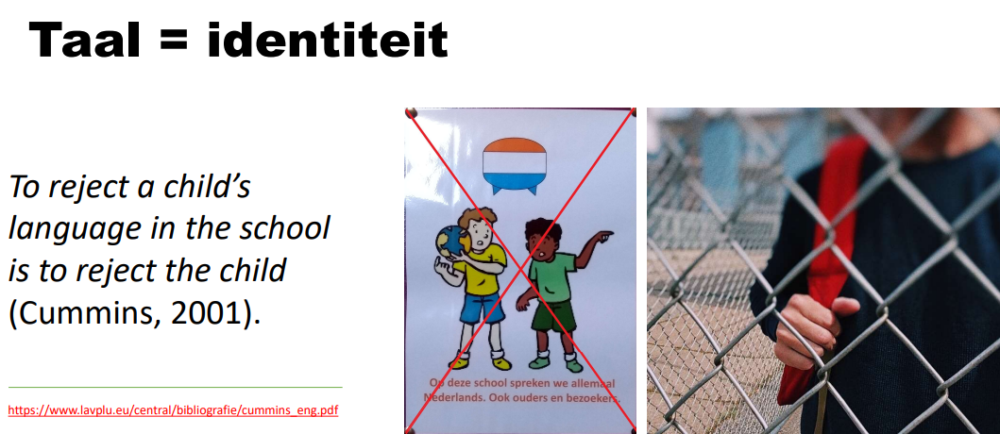 Taal = identiteit
To reject a child’s
language in the school
is to reject the child
(Cummins, 2001).
https://www.lavplu.eu/central/bibliografie/cummins_eng.pdf
Op deze school spreken we allemaal
Nederlands. Ook ouders en bezoekers.